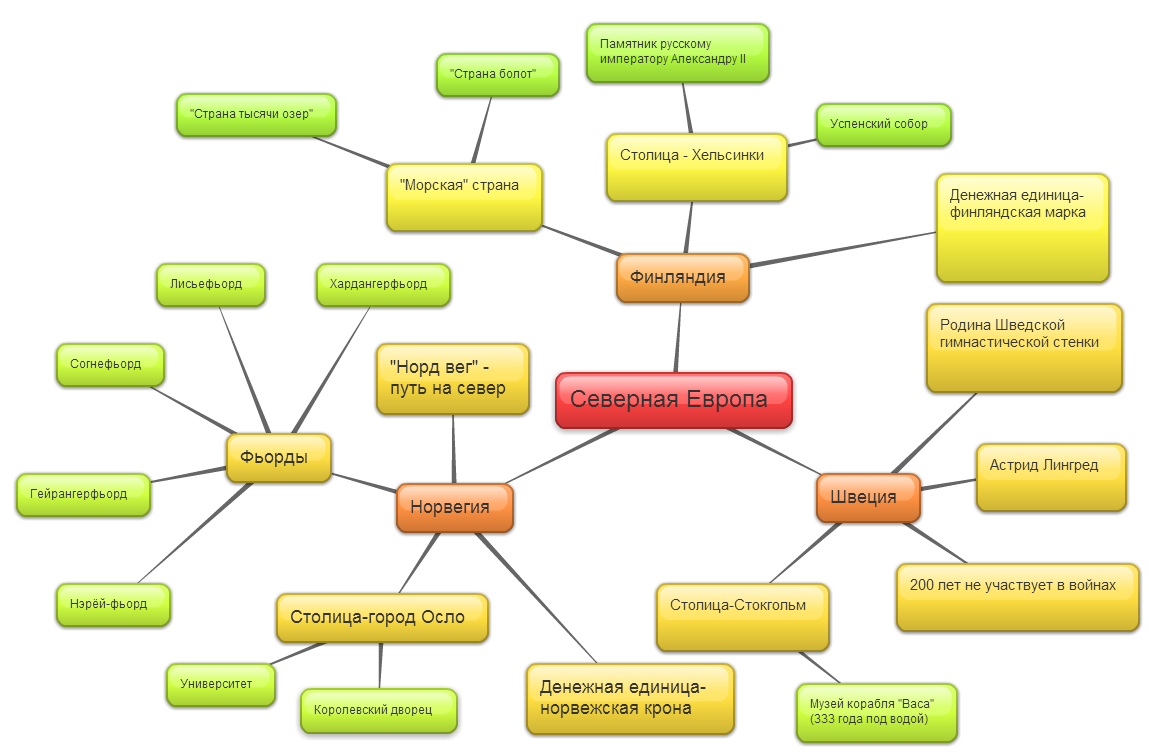 Памятник русскому
императору Александру II
"Страна болот"
"Страна тысячи озер"
Успенский собор
Столица - Хельсинки
"Морская" страна
Денежная единица-
финляндская марка
Финляндия
Лисьефьорд
Хардангерфьорд
Родина Шведской
гимнастической стенки
Согнефьорд
"Норд вег" -
путь на север
Северная Европа
Фьорды
Астрид Лингред
Гейрангерфьорд
Норвегия
Швеция
200 лет не участвует в войнах
Нэрёй-фьорд
Столица-город Осло
Столица-Стокгольм
Университет
Королевский дворец
Денежная единица-
норвежская крона
Музей корабля "Васа"
(333 года под водой)